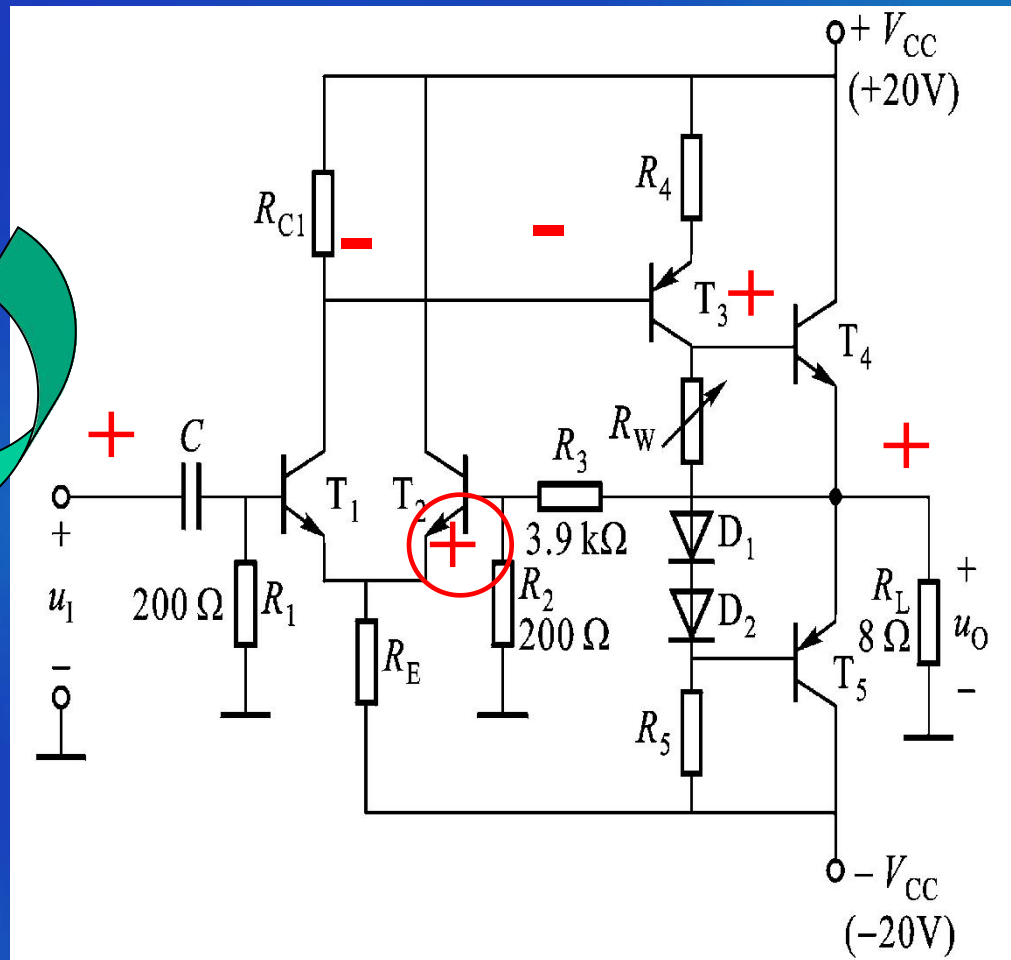 + V_CC
(+20V)
R_4
R_C1
-
-
T_3
+
T_4
+
C
R_W
R_3
+
T_1
T_2
+
3.9 kΩ
D_1
+
u_I
200 Ω
R_1
R_2
200 Ω
D_2
R_L
8 Ω
+
u_O
−
−
R_E
T_5
R_5
− V_CC
(−20V)